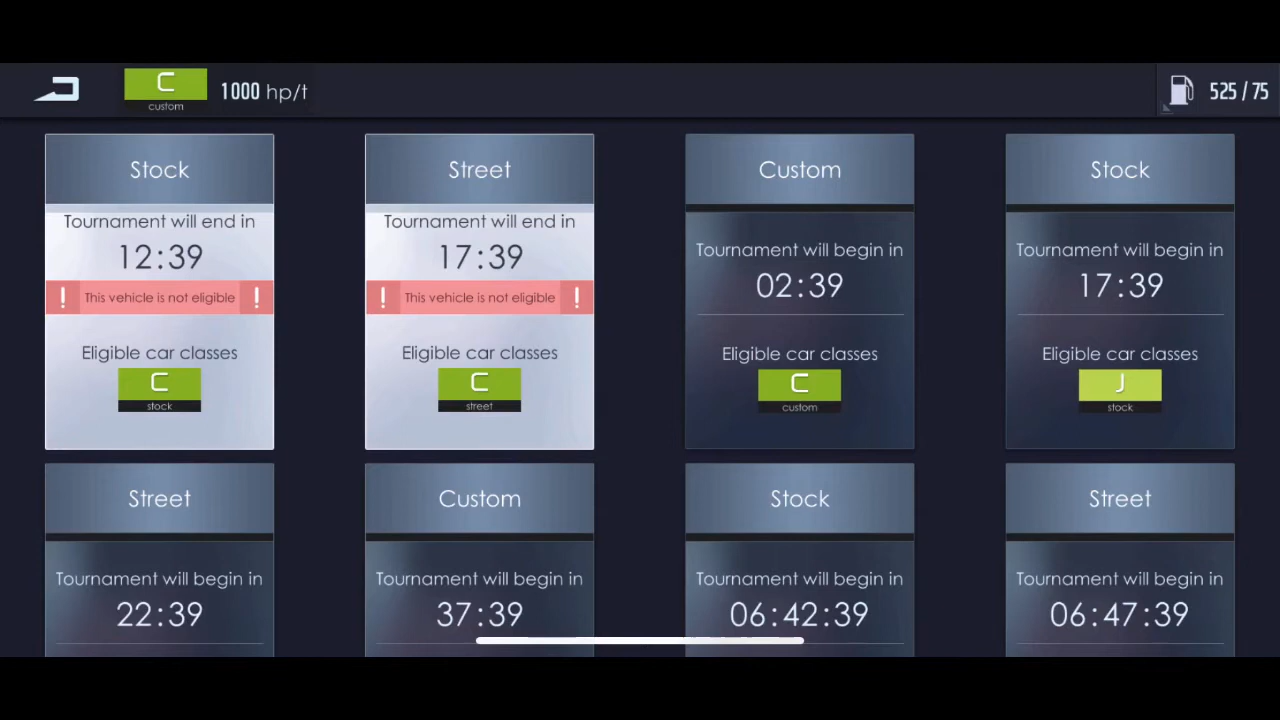 C
custom
1000 hp/t
525 / 75
Stock
Tournament will end in
12:39
! This vehicle is not eligible !
Eligible car classes
C
stock
Street
Tournament will end in
17:39
! This vehicle is not eligible !
Eligible car classes
C
street
Custom
Tournament will begin in
02:39
Eligible car classes
C
custom
Stock
Tournament will begin in
17:39
Eligible car classes
J
stock
Street
Tournament will begin in
22:39
Custom
Tournament will begin in
37:39
Stock
Tournament will begin in
06:42:39
Street
Tournament will begin in
06:47:39